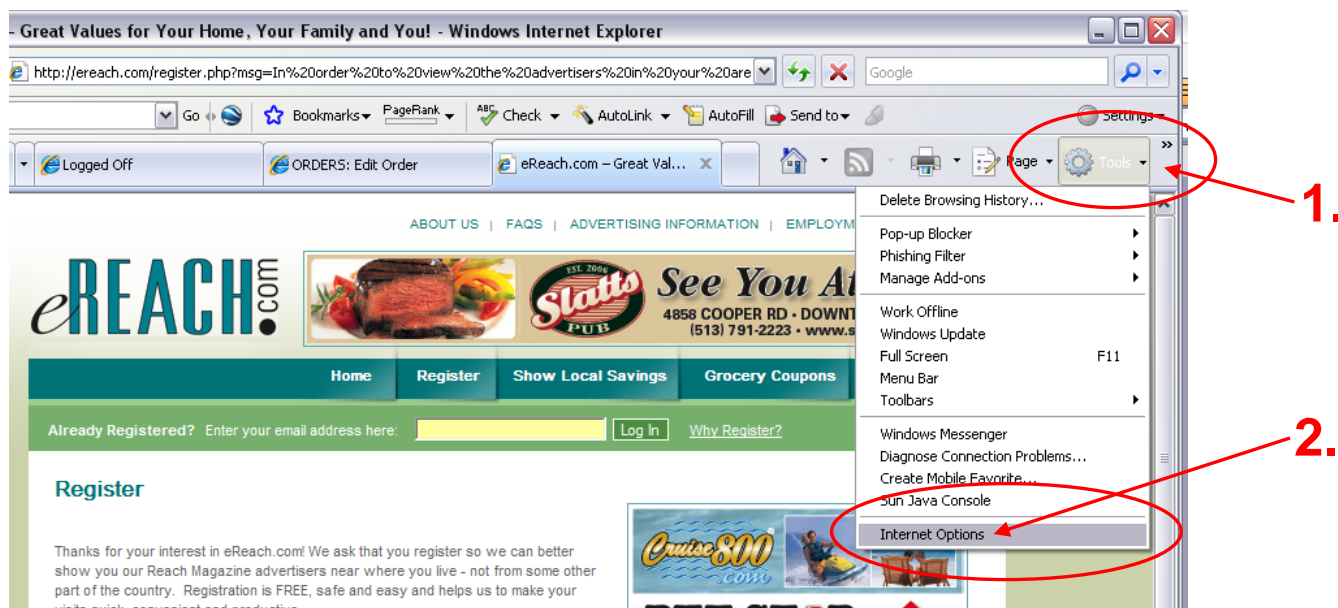 - Great Values for Your Home, Your Family and You! - Windows Internet Explorer
http://ereach.com/register.php?msg=In%20order%20to%20view%20the%20advertisers%20in%20your%20are
Google
Go
Bookmarks
PageRank
ABC
Check
AutoLink
AutoFill
Send to
Settings
Logged Off
ORDERS: Edit Order
eReach.com – Great Val...
Page
Tools
»
1.
Delete Browsing History...
Pop-up Blocker
Phishing Filter
Manage Add-ons
Work Offline
Windows Update
Full Screen F11
Menu Bar
Toolbars
Windows Messenger
Diagnose Connection Problems...
Create Mobile Favorite...
Sun Java Console
Internet Options
2.
ABOUT US | FAQS | ADVERTISING INFORMATION | EMPLOYM
eREACH.com
EST. 2006
Slatts
PUB
See You At
4858 COOPER RD • DOWNT
(513) 791-2223 • www.s
Home Register Show Local Savings Grocery Coupons
Already Registered? Enter your email address here: Log In Why Register?
Register
Thanks for your interest in eReach.com! We ask that you register so we can better
show you our Reach Magazine advertisers near where you live - not from some other
part of the country. Registration is FREE, safe and easy and helps us to make your
visits quick, convenient and productive.
Cruise800
.com